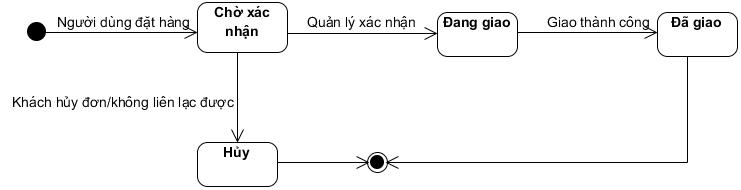 Người dùng đặt hàng
Chờ xác
nhận
Quản lý xác nhận
Đang giao
Giao thành công
Đã giao
Khách hủy đơn/không liên lạc được
Hủy